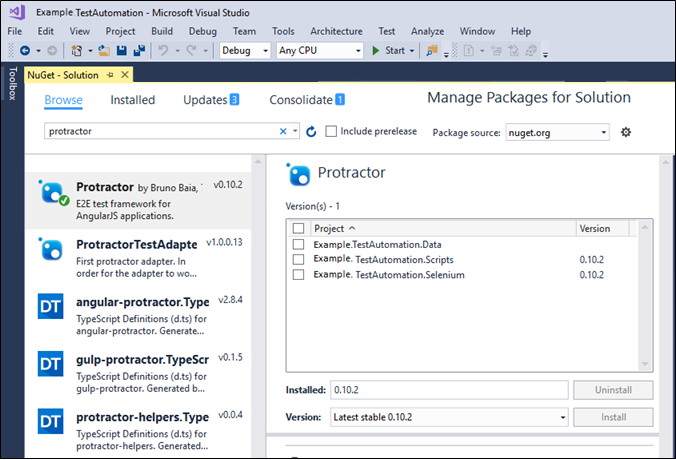 Example TestAutomation - Microsoft Visual Studio
File Edit View Project Build Debug Team Tools Architecture Test Analyze Window Help
Debug Any CPU Start
Toolbox
NuGet - Solution
Browse Installed Updates 3 Consolidate 1 Manage Packages for Solution
protractor Include prerelease Package source: nuget.org
Protractor by Bruno Baia, v0.10.2
E2E test framework for
AngularJS applications.
ProtractorTestAdapte v1.0.0.13
First protractor adapter. In
order for the adapter to wo...
DT angular-protractor.Type v2.8.4
TypeScript Definitions (d.ts) for
angular-protractor. Generate...
DT gulp-protractor.TypeScr v0.1.5
TypeScript Definitions (d.ts) for
gulp-protractor. Generated b...
DT protractor-helpers.Type v0.0.4
TypeScript Definitions (d.ts) for
protractor-helpers. Generate...
Protractor
Version(s) - 1
Project Version
Example.TestAutomation.Data
Example. TestAutomation.Scripts 0.10.2
Example. TestAutomation.Selenium 0.10.2
Installed: 0.10.2 Uninstall
Version: Latest stable 0.10.2 Install